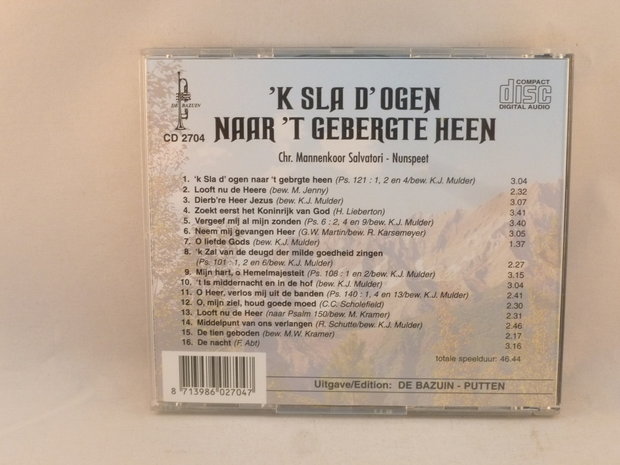 DE BAZUIN
CD 2704
'K SLA D' OGEN
NAAR 'T GEBERGTE HEEN
COMPACT
disc
DIGITAL AUDIO
Chr. Mannenkoor Salvatori - Nunspeet
1. 'k Sla d' ogen naar 't gebrgte heen (Ps. 121 : 1, 2 en 4/bew. K.J. Mulder) 3.04
2. Looft nu de Heere (bew. M. Jenny) 2.32
3. Dierb're Heer Jezus (bew. K.J. Mulder) 3.07
4. Zoekt eerst het Koninrijk van God (H. Lieberton) 3.41
5. Vergeef mij al mijn zonden (Ps. 6 : 2, 4 en 9/bew. K.J. Mulder) 3.40
6. Neem mij gevangen Heer (G.W. Martin/bew. R. Karsemeyer) 3.05
7. O liefde Gods (bew. K.J. Mulder) 1.37
8. 'k Zal van de deugd der milde goedheid zingen
(Ps. 101 : 1, 2 en 6/bew. K.J. Mulder) 2.27
9. Mijn hart, o Hemelmajesteit (Ps. 108 : 1 en 2/bew. K.J. Mulder) 3.15
10. 't Is middernacht en in de hof (bew. K.J. Mulder) 3.04
11. O Heer, verlos mij uit de banden (Ps. 140 : 1, 4 en 13/bew. K.J. Mulder) 2.41
12. O, mijn ziel, houd goede moed (C.C. Scholefield) 2.30
13. Looft nu de Heer (naar Psalm 150/bew. M. Kramer) 2.31
14. Middelpunt van ons verlangen (R. Schutte/bew. K.J. Mulder) 2.46
15. De tien geboden (bew. M.W. Kramer) 2.17
16. De nacht (F. Abt) 3.16
totale speelduur: 46.44
8 713986 027047
Uitgave/Edition: DE BAZUIN - PUTTEN